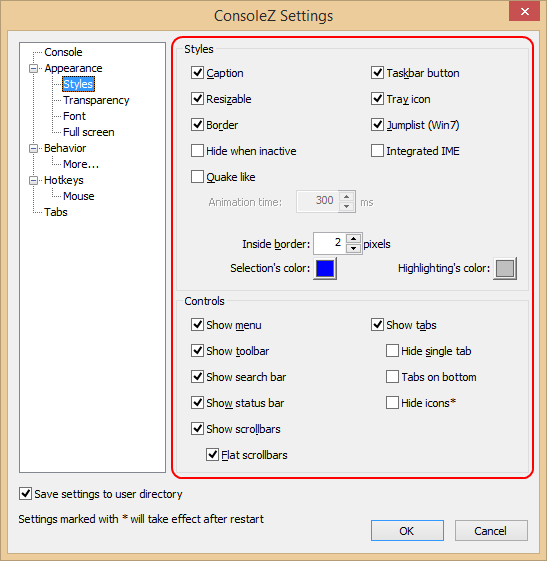 ConsoleZ Settings
Console
Appearance
Styles
Transparency
Font
Full screen
Behavior
More...
Hotkeys
Mouse
Tabs
Styles
Caption
Taskbar button
Resizable
Tray icon
Border
Jumplist (Win7)
Hide when inactive
Integrated IME
Quake like
Animation time: 300 ms
Inside border: 2 pixels
Selection's color:
Highlighting's color:
Controls
Show menu
Show tabs
Show toolbar
Hide single tab
Show search bar
Tabs on bottom
Show status bar
Hide icons*
Show scrollbars
Flat scrollbars
Save settings to user directory
Settings marked with * will take effect after restart
OK
Cancel